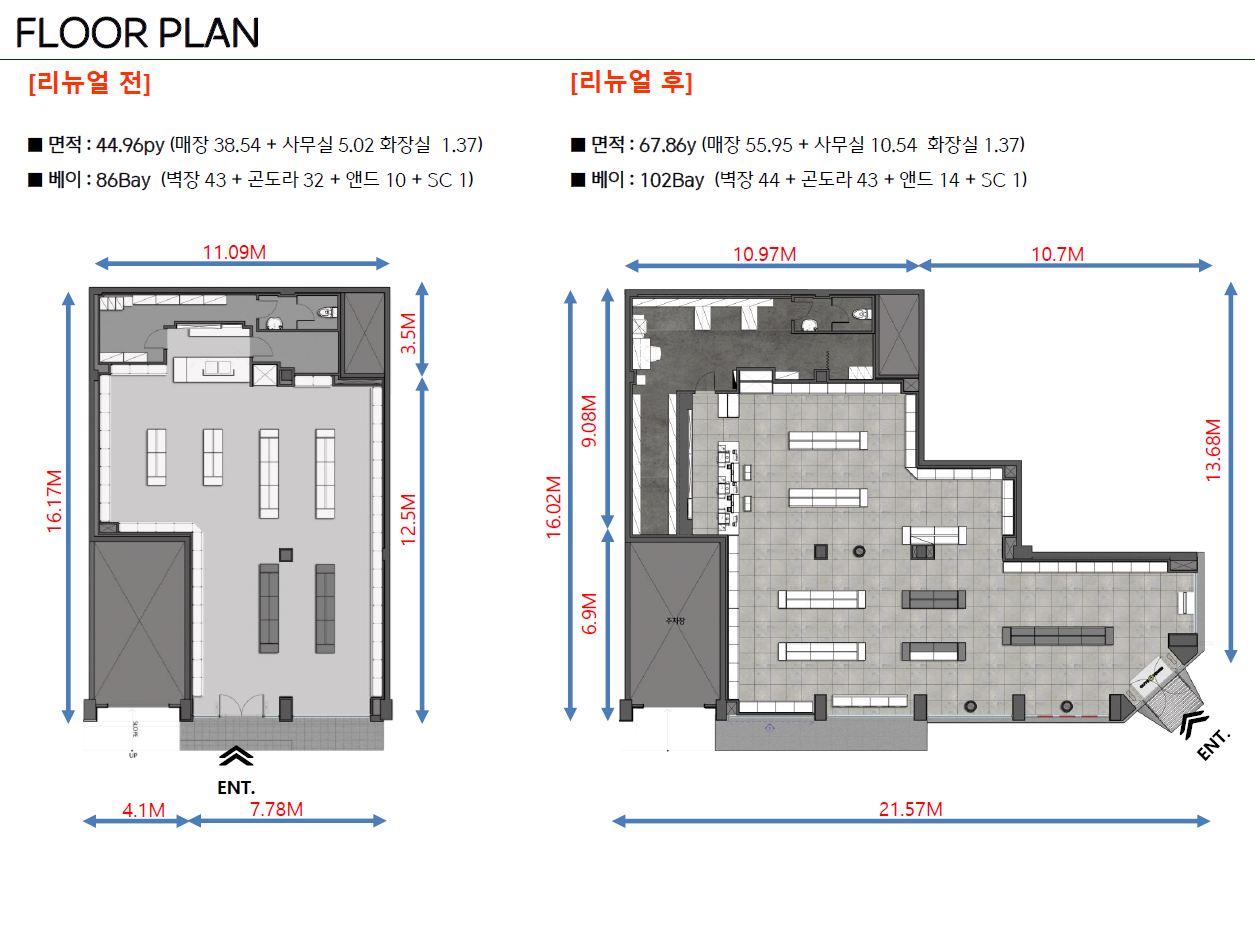 FLOOR PLAN
[리뉴얼 전]
■ 면적 : 44.96py (매장 38.54 + 사무실 5.02 화장실 1.37)
■ 베이 : 86Bay (벽장 43 + 곤도라 32 + 앤드 10 + SC 1)
11.09M
3.5M
16.17M
12.5M
SLOPE
UP
ENT.
4.1M
7.78M
[리뉴얼 후]
■ 면적 : 67.86y (매장 55.95 + 사무실 10.54 화장실 1.37)
■ 베이 : 102Bay (벽장 44 + 곤도라 43 + 앤드 14 + SC 1)
10.97M
10.7M
9.08M
13.68M
16.02M
6.9M
주차장
ENT.
21.57M